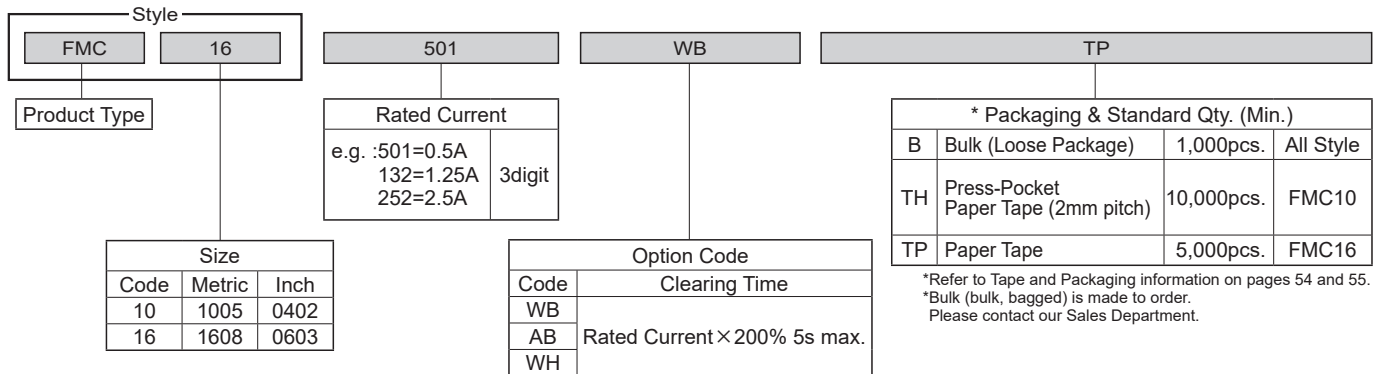 Style
FMC 16 501 WB TP
Product Type
Rated Current
e.g. :501=0.5A
132=1.25A
252=2.5A
3digit
* Packaging & Standard Qty. (Min.)
B Bulk (Loose Package) 1,000pcs. All Style
TH Press-Pocket
Paper Tape (2mm pitch) 10,000pcs. FMC10
TP Paper Tape 5,000pcs. FMC16
*Refer to Tape and Packaging information on pages 54 and 55.
*Bulk (bulk, bagged) is made to order.
Please contact our Sales Department.
Size
Code Metric Inch
10 1005 0402
16 1608 0603
Option Code
Code Clearing Time
WB
AB Rated Current×200% 5s max.
WH